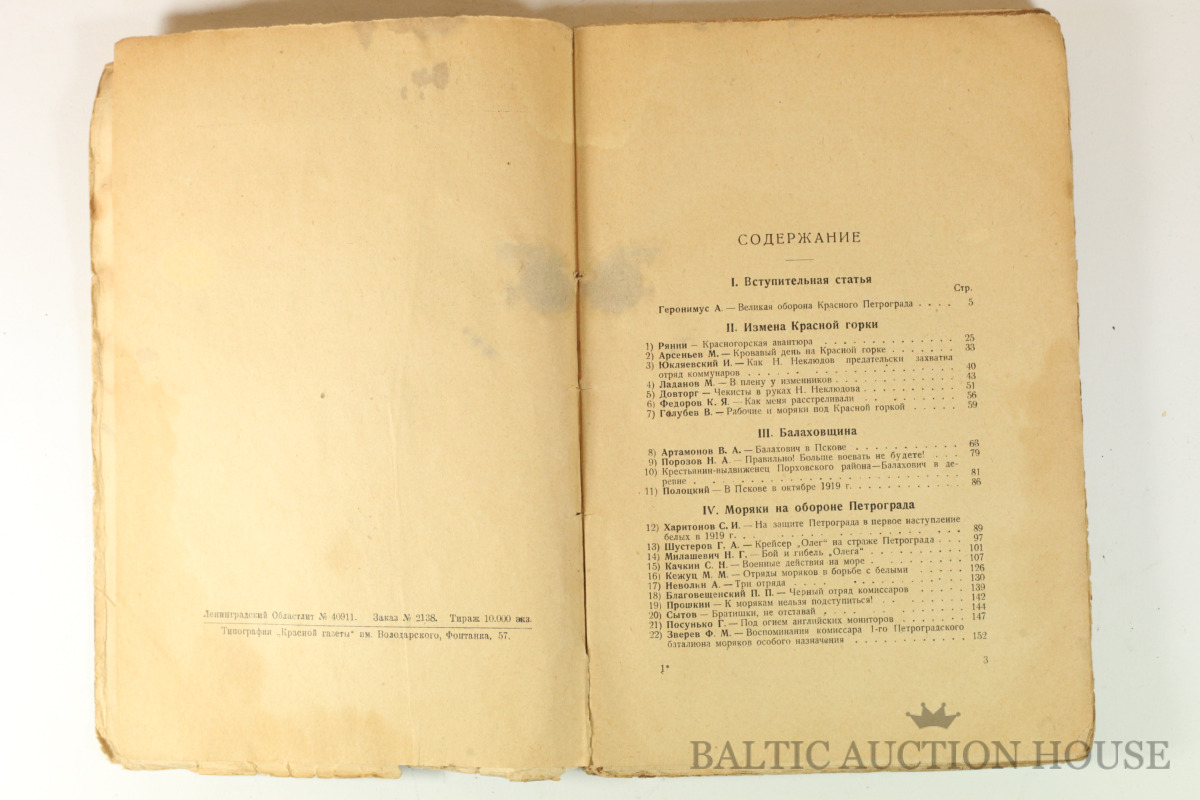 Ленинградский Областлит № 40911. Заказ № 2138. Тираж 10.000 экз.
Типография „Красной газеты“ им. Володарского, Фонтанка, 57.
СОДЕРЖАНИЕ
I. Вступительная статья
Стр.
Геронимус А. — Великая оборона Красного Петрограда . . . . 5
II. Измена Красной горки
1) Рянни — Красногорская авантюра . . . . . . . . . . . . . 25
2) Арсеньев М. — Кровавый день на Красной горке . . . . . . . 33
3) Юкляевский И. — Как Н. Неклюдов предательски захватил
отряд коммунаров . . . . . . . . . . . . . . . . . . . . 40
4) Ладанов М. — В плену у изменников . . . . . . . . . . . . 43
5) Довторг — Чекисты в руках Н. Неклюдова . . . . . . . . . . 51
6) Федоров К. Я. — Как меня расстреливали . . . . . . . . . . 56
7) Голубев В. — Рабочие и моряки под Красной горкой . . . . . 59
III. Балаховщина
8) Артамонов В. А. — Балахович в Пскове . . . . . . . . . . . 68
9) Порозов Н. А. — Правильно! Больше воевать не будете! . . . 79
10) Крестьянин-выдвиженец Порховского района—Балахович в де-
ревне . . . . . . . . . . . . . . . . . . . . . . . . . 81
11) Полоцкий — В Пскове в октябре 1919 г. . . . . . . . . . . 86
IV. Моряки на обороне Петрограда
12) Харитонов С. И. — На защите Петрограда в первое наступление
белых в 1919 г. . . . . . . . . . . . . . . . . . . . . 89
13) Шустеров Г. А. — Крейсер „Олег“ на страже Петрограда . . . 97
14) Милашевич Н. Г. — Бой и гибель „Олега“ . . . . . . . . . . 101
15) Качкин С. Н. — Военные действия на море . . . . . . . . . 107
16) Кежуц М. М. — Отряды моряков в борьбе с белыми . . . . . 126
17) Неволин А. — Три отряда . . . . . . . . . . . . . . . . . 130
18) Благовещенский П. П. — Черный отряд комиссаров . . . . . . 139
19) Прошкин — К морякам нельзя подступиться! . . . . . . . . . 142
20) Сытов — Братишки, не отставай . . . . . . . . . . . . . . 144
21) Посунько Г. — Под огнем английских мониторов . . . . . . . 147
22) Зверев Ф. М. — Воспоминания комиссара 1-го Петроградского
батальона моряков особого назначения . . . . . . . . . . . 152
1*
3
BALTIC AUCTION HOUSE